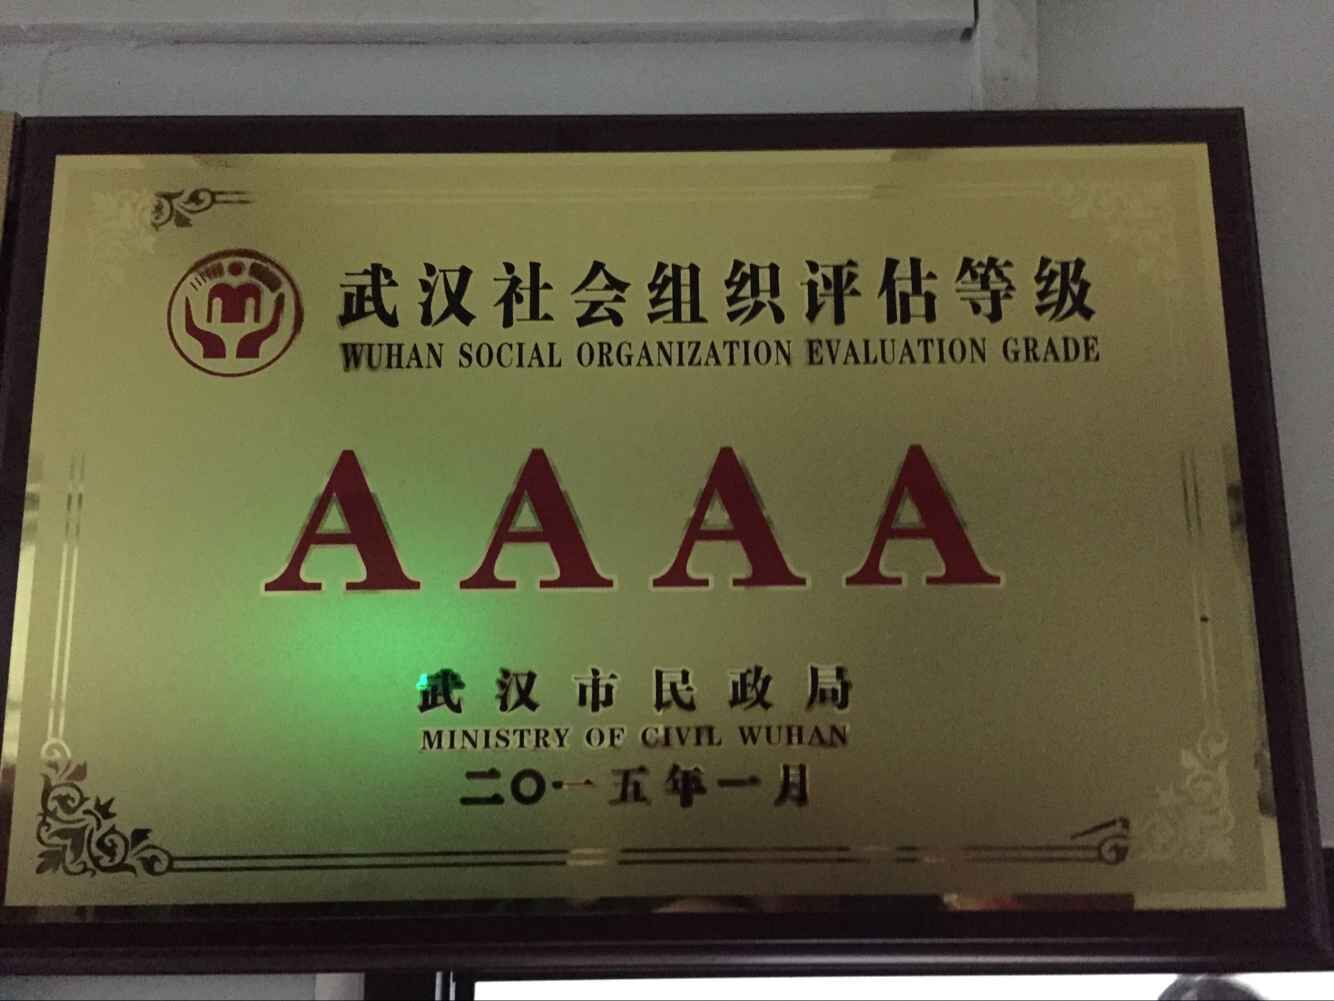 武汉社会组织评估等级
WUHAN SOCIAL ORGANIZATION EVALUATION GRADE
AAAA
武汉市民政局
MINISTRY OF CIVIL WUHAN
二〇一五年一月